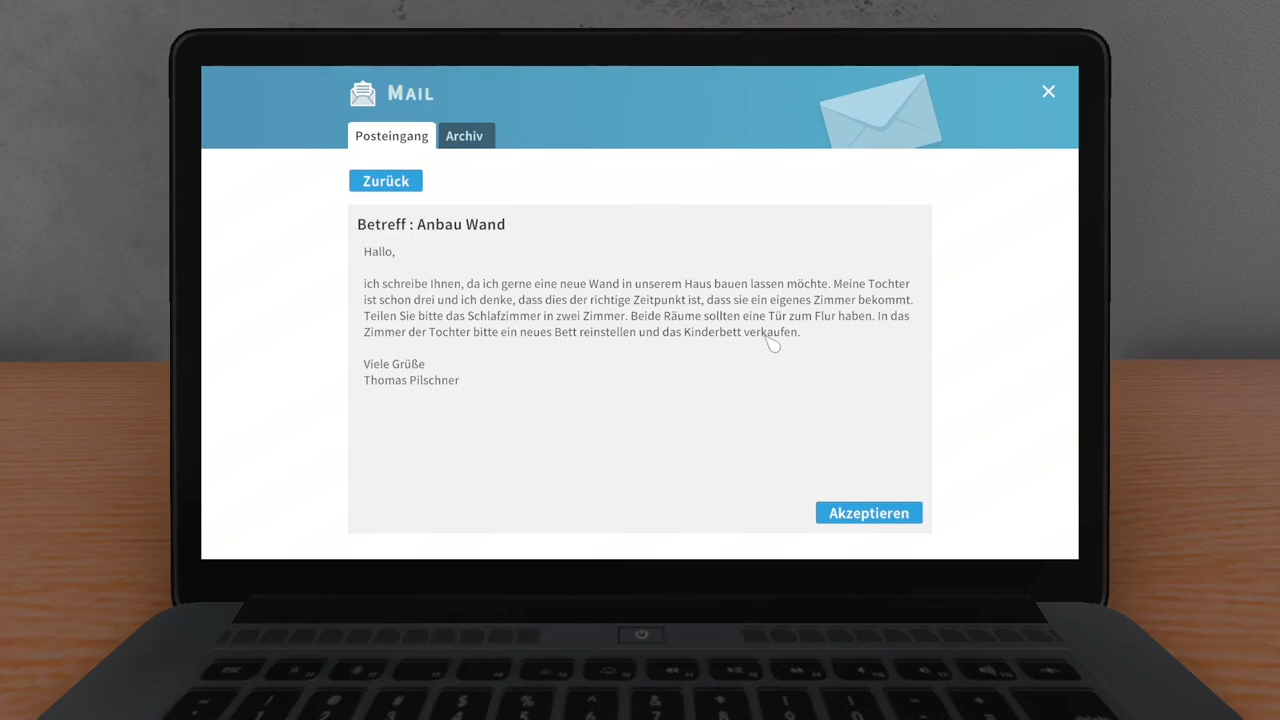 Mail
Posteingang
Archiv
Zurück
Betreff : Anbau Wand
Hallo,
ich schreibe Ihnen, da ich gerne eine neue Wand in unserem Haus bauen lassen möchte. Meine Tochter
ist schon drei und ich denke, dass dies der richtige Zeitpunkt ist, dass sie ein eigenes Zimmer bekommt.
Teilen Sie bitte das Schlafzimmer in zwei Zimmer. Beide Räume sollten eine Tür zum Flur haben. In das
Zimmer der Tochter bitte ein neues Bett reinstellen und das Kinderbett verkaufen.
Viele Grüße
Thomas Pilschner
Akzeptieren